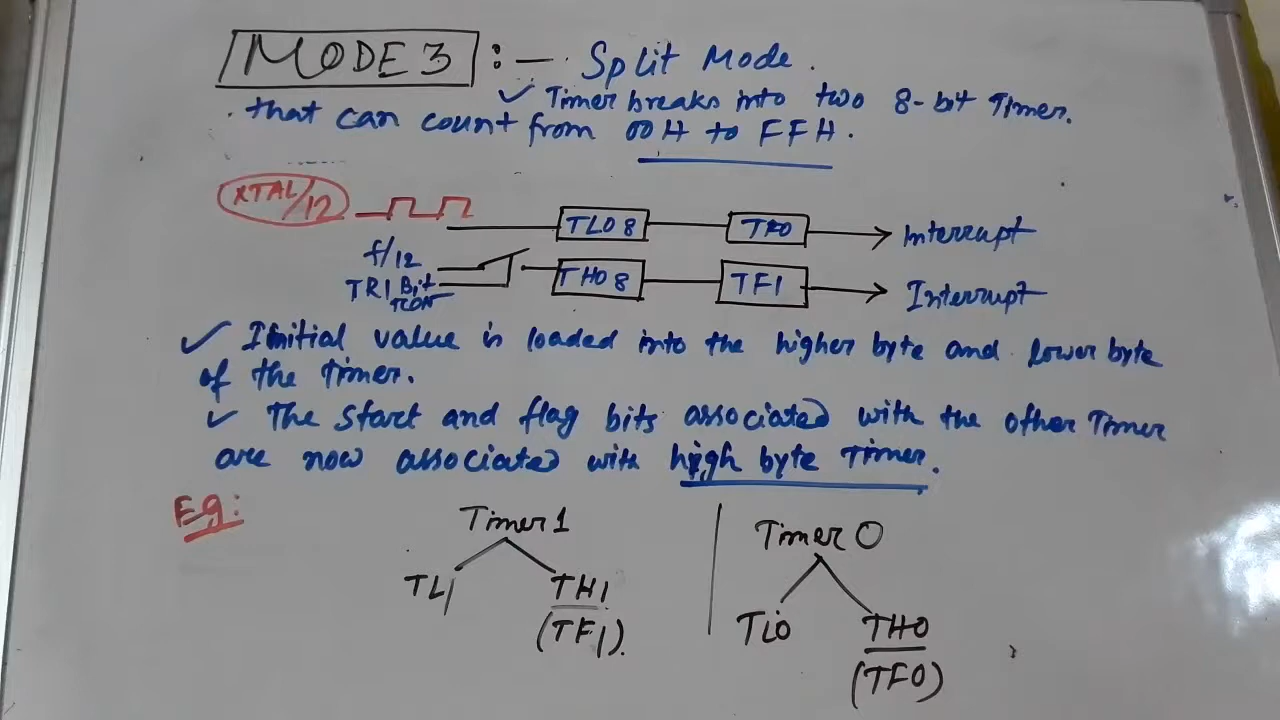 MODE 3 :- Split Mode.
✓ Timer breaks into two 8-bit Timer.
that can count from 00H to FFH.
XTAL/12
TL0 8 TF0 Interrupt
f/12
TR1 Bit TH0 8 TF1 Interrupt
TCON
✓ Initial value is loaded into the higher byte and lower byte
of the timer.
✓ The start and flag bits associated with the other Timer
are now associated with high byte Timer.
Eg:
Timer 1 Timer 0
TL1 TH1 TL0 TH0
(TF1). (TF0)